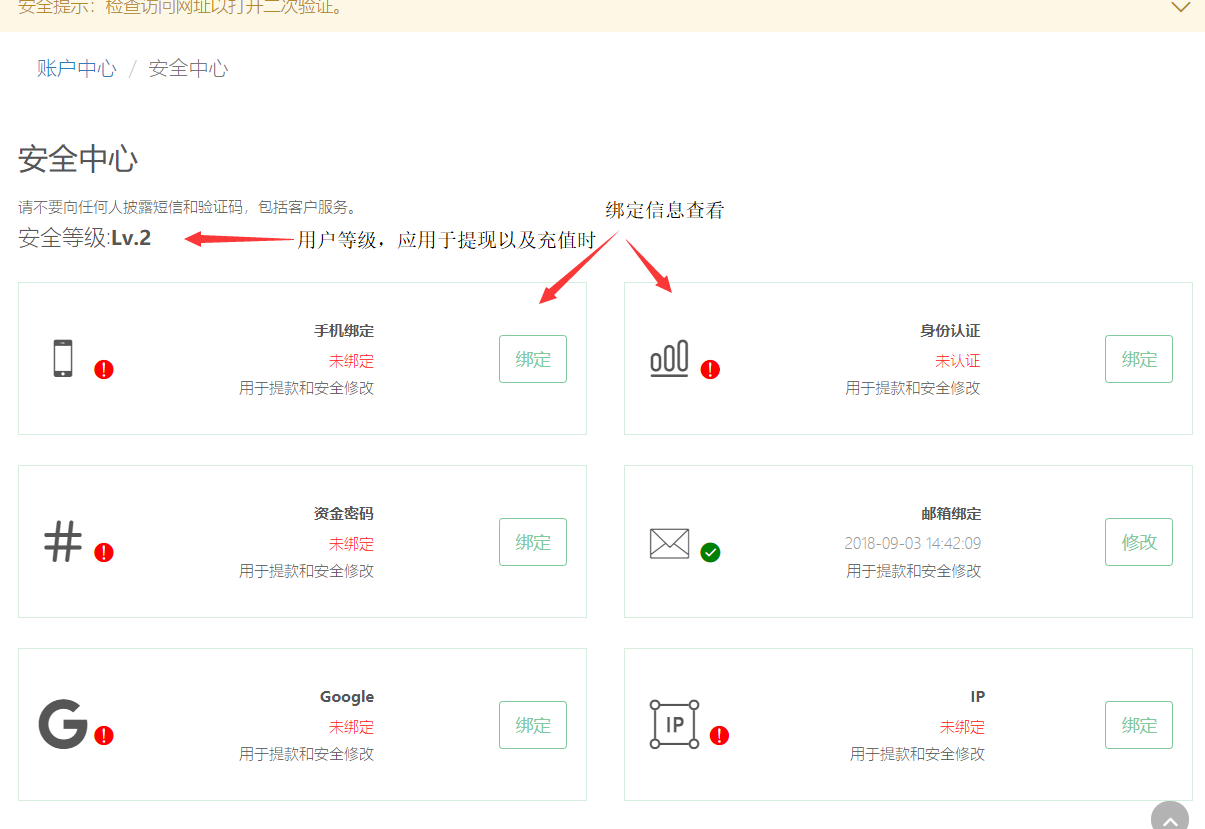 安全提示：检查访问网址以打开二次验证。
账户中心 / 安全中心
安全中心
请不要向任何人披露短信和验证码，包括客户服务。
绑定信息查看
安全等级:Lv.2
用户等级，应用于提现以及充值时
手机绑定
未绑定
用于提款和安全修改
绑定
身份认证
未认证
用于提款和安全修改
绑定
资金密码
未绑定
用于提款和安全修改
绑定
邮箱绑定
2018-09-03 14:42:09
用于提款和安全修改
修改
Google
未绑定
用于提款和安全修改
绑定
IP
IP
未绑定
用于提款和安全修改
绑定